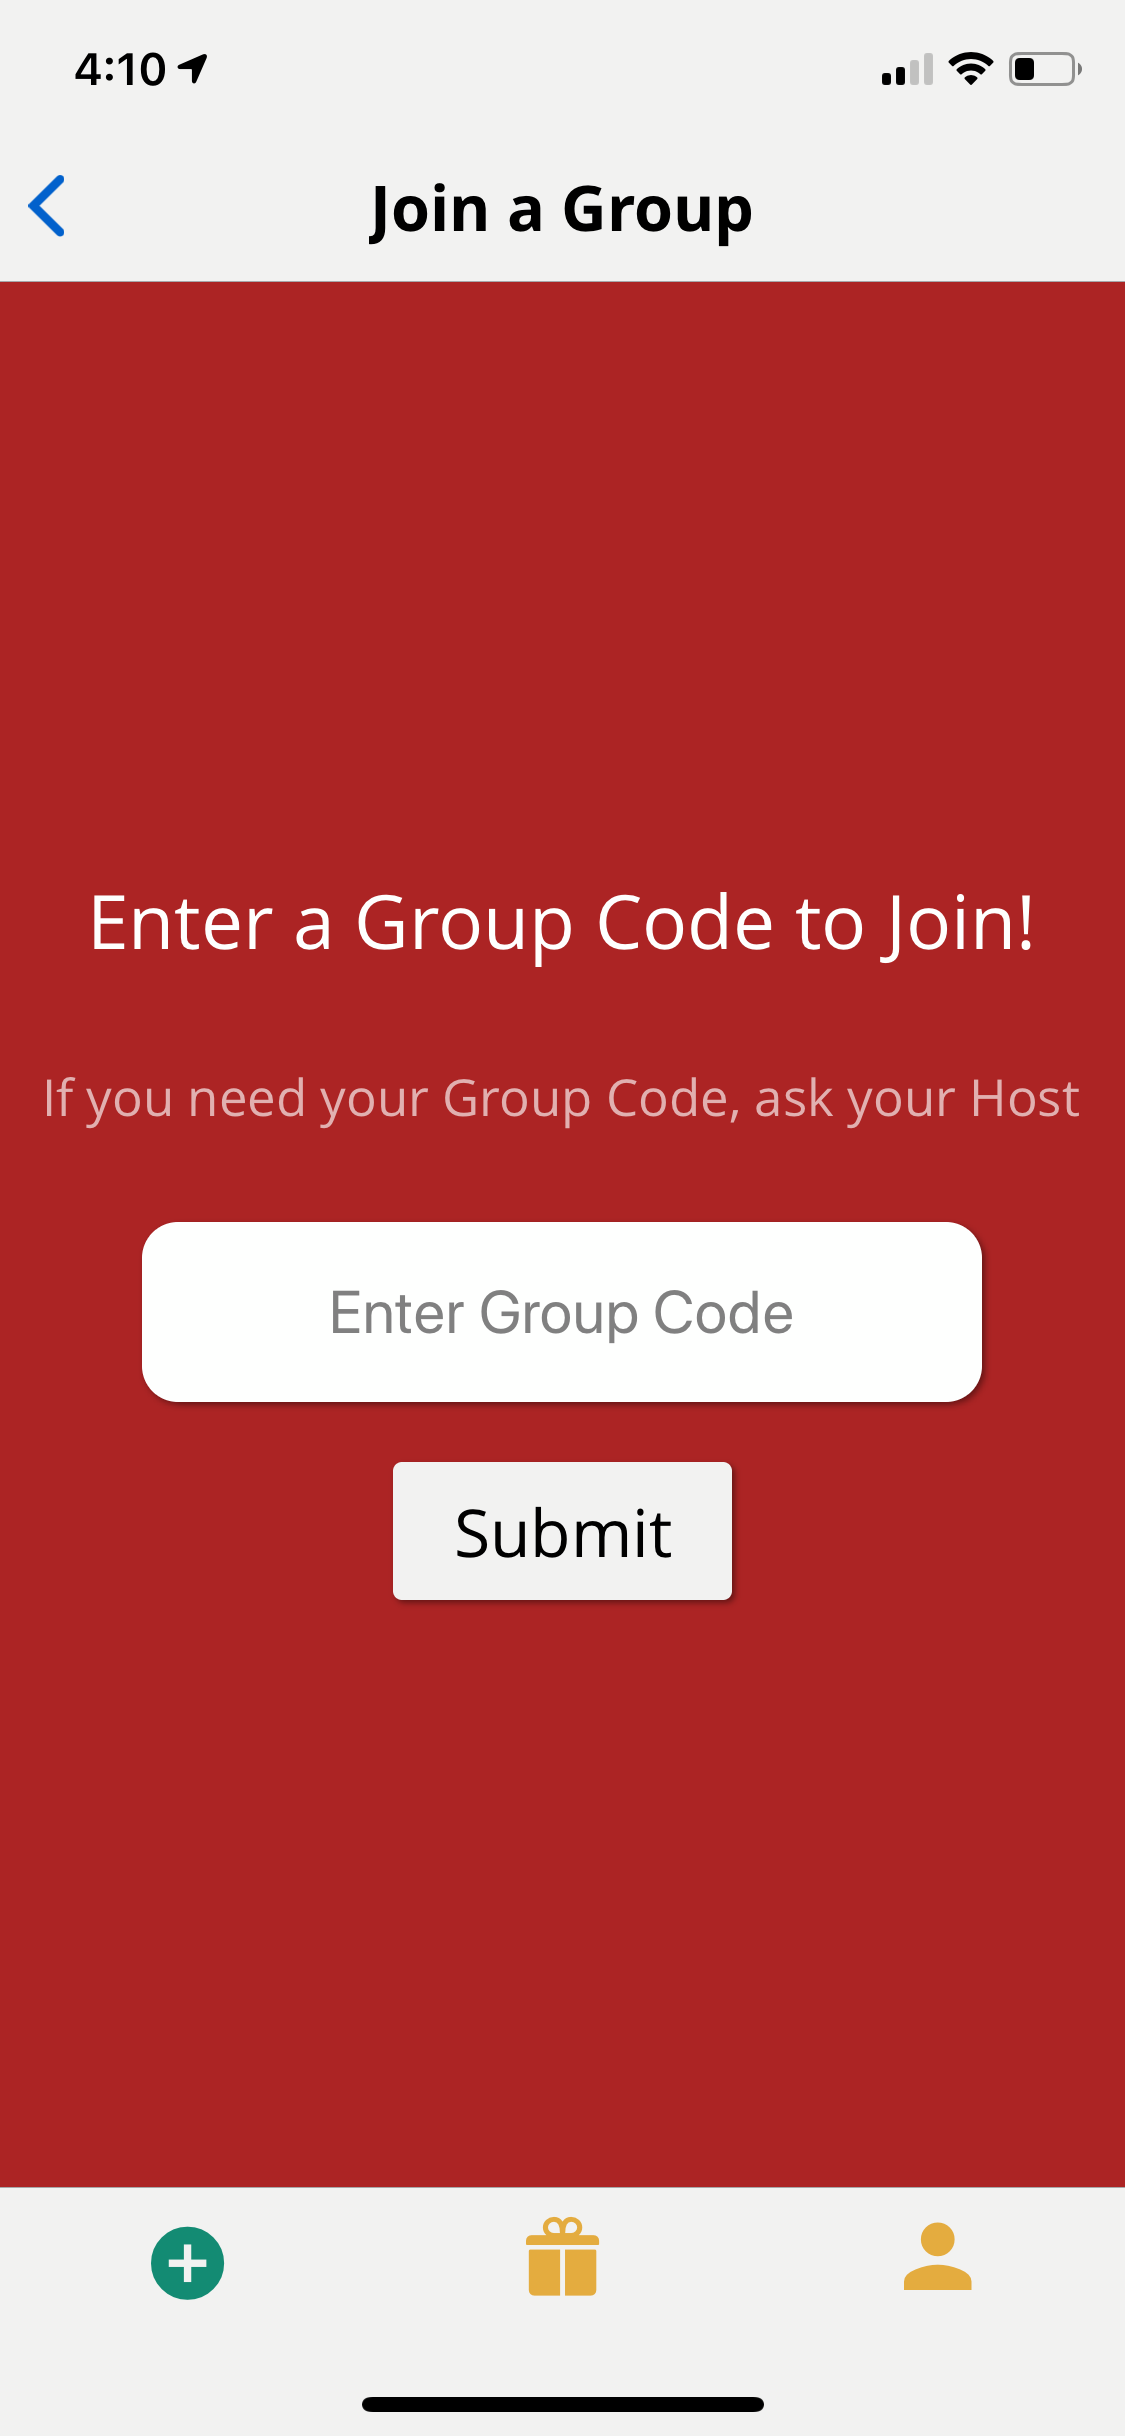 4:10
Join a Group
Enter a Group Code to Join!
If you need your Group Code, ask your Host
Enter Group Code
Submit